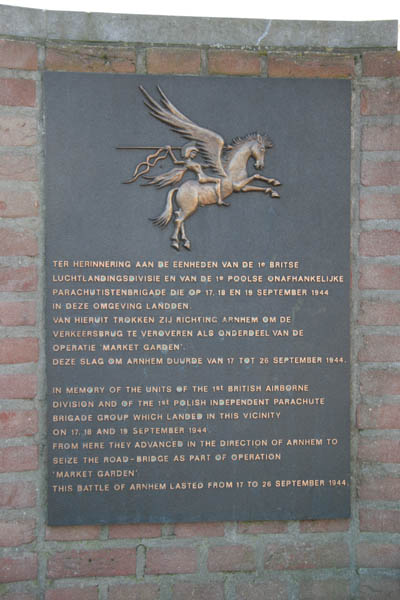 TER HERINNERING AAN DE EENHEDEN VAN DE 1e BRITSE
LUCHTLANDINGSDIVISIE EN VAN DE 1e POOLSE ONAFHANKELIJKE
PARACHUTISTENBRIGADE DIE OP 17, 18 EN 19 SEPTEMBER 1944
IN DEZE OMGEVING LANDDEN.
VAN HIERUIT TROKKEN ZIJ RICHTING ARNHEM OM DE
VERKEERSBRUG TE VEROVEREN ALS ONDERDEEL VAN DE
OPERATIE 'MARKET GARDEN'.
DEZE SLAG OM ARNHEM DUURDE VAN 17 TOT 26 SEPTEMBER 1944.
IN MEMORY OF THE UNITS OF THE 1st BRITISH AIRBORNE
DIVISION AND OF THE 1st POLISH INDEPENDENT PARACHUTE
BRIGADE GROUP WHICH LANDED IN THIS VICINITY
ON 17, 18 AND 19 SEPTEMBER 1944.
FROM HERE THEY ADVANCED IN THE DIRECTION OF ARNHEM TO
SEIZE THE ROAD-BRIDGE AS PART OF OPERATION
'MARKET GARDEN'.
THIS BATTLE OF ARNHEM LASTED FROM 17 TO 26 SEPTEMBER 1944.